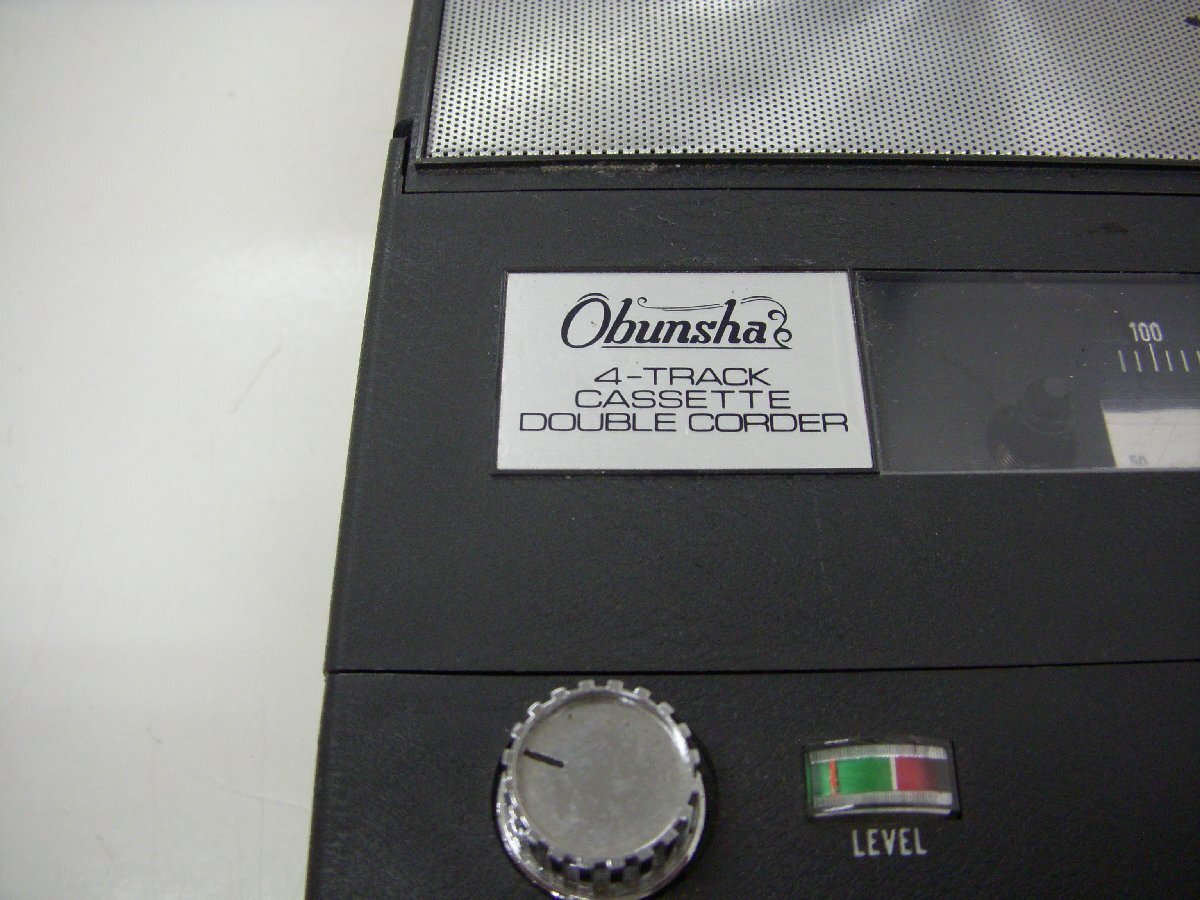 Obunsha
4-TRACK
CASSETTE
DOUBLE CORDER
100
50
LEVEL